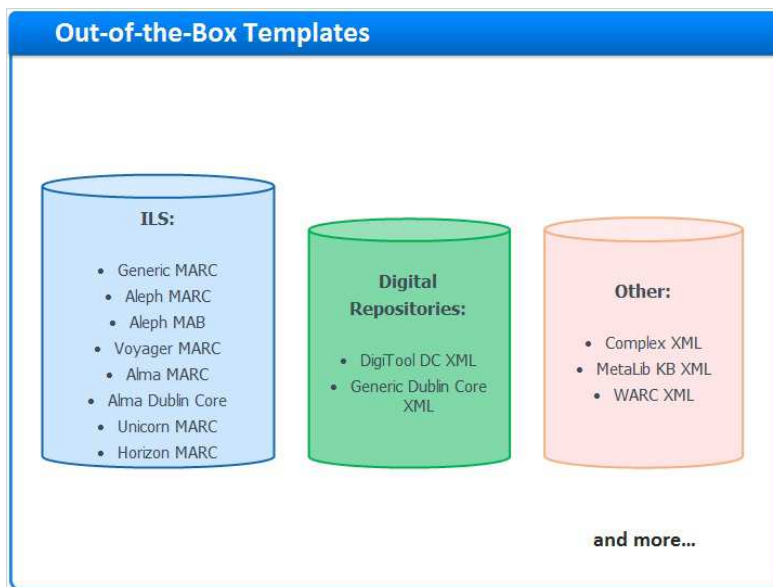 Out-of-the-Box Templates
ILS:
• Generic MARC
• Aleph MARC
• Aleph MAB
• Voyager MARC
• Alma MARC
• Alma Dublin Core
• Unicorn MARC
• Horizon MARC
Digital
Repositories:
• DigiTool DC XML
• Generic Dublin Core
XML
Other:
• Complex XML
• MetaLib KB XML
• WARC XML
and more...